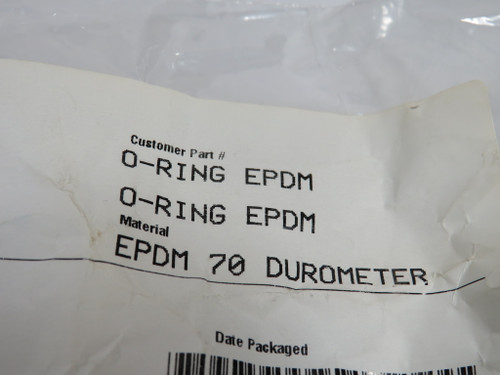 Customer Part #
O-RING EPDM
O-RING EPDM
Material
EPDM 70 DUROMETER
Date Packaged